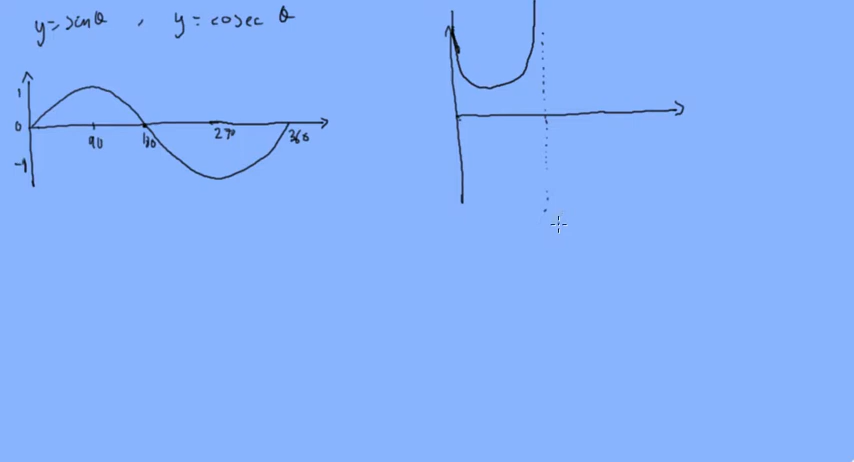 y = sin θ , y = cosec θ
1
0
90 180 270 360
-1